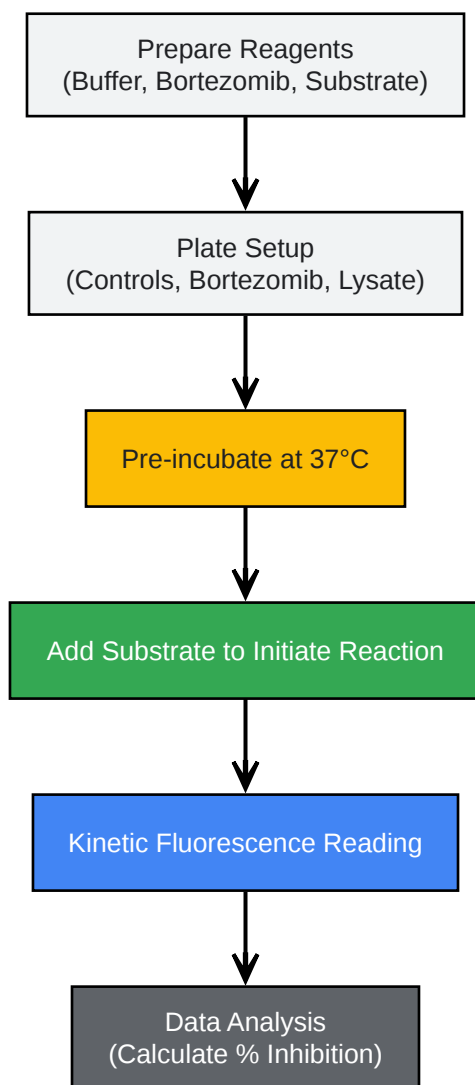 Prepare Reagents
(Buffer, Bortezomib, Substrate)
Plate Setup
(Controls, Bortezomib, Lysate)
Pre-incubate at 37°C
Add Substrate to Initiate Reaction
Kinetic Fluorescence Reading
Data Analysis
(Calculate % Inhibition)